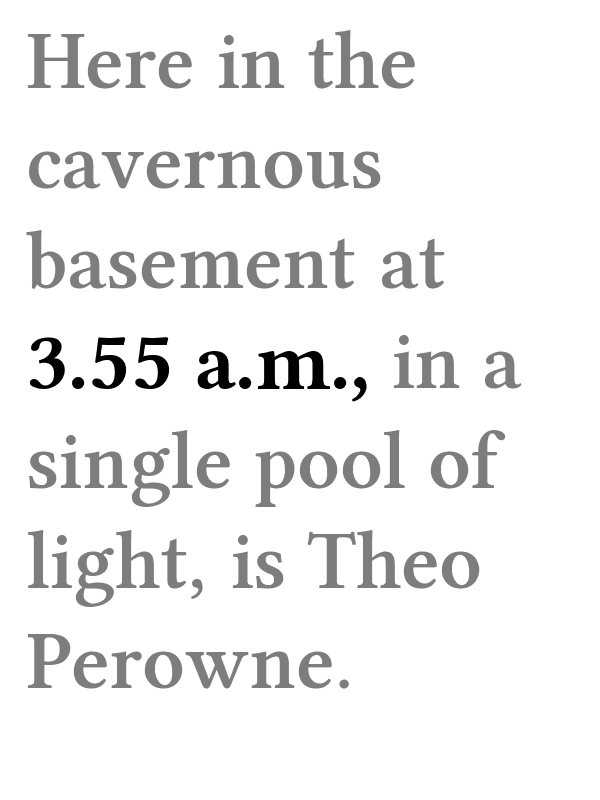 Here in the
cavernous
basement at
3.55 a.m., in a
single pool of
light, is Theo
Perowne.